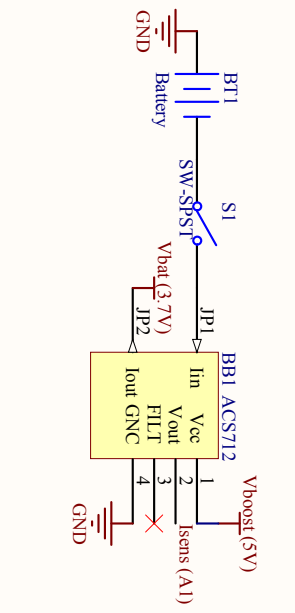 GND
BT1
Battery
S1
SW-SPST
Vbat (3.7V)
JP1
JP2
BB1 ACS712
Iin
Iout
Vcc
Vout
FILT
GNC
1
2
3
4
Vboost (5V)
Isens (A1)
GND